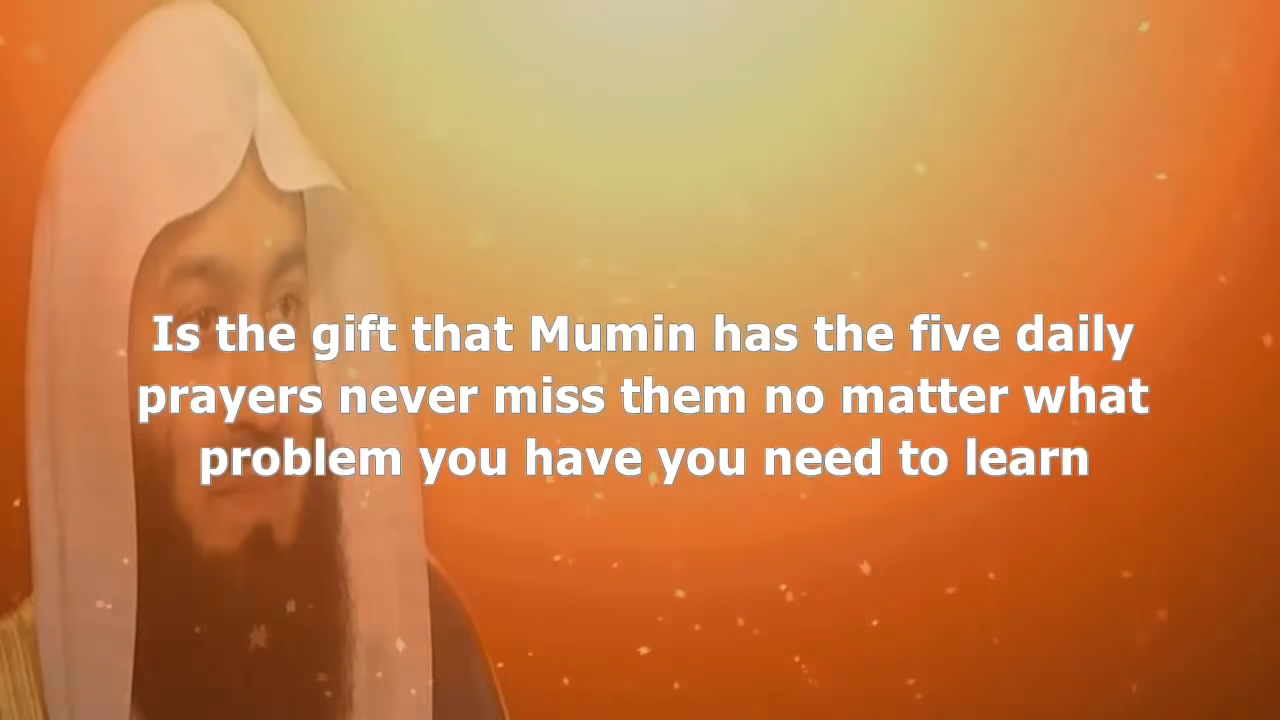 Is the gift that Mumin has the five daily
prayers never miss them no matter what
problem you have you need to learn